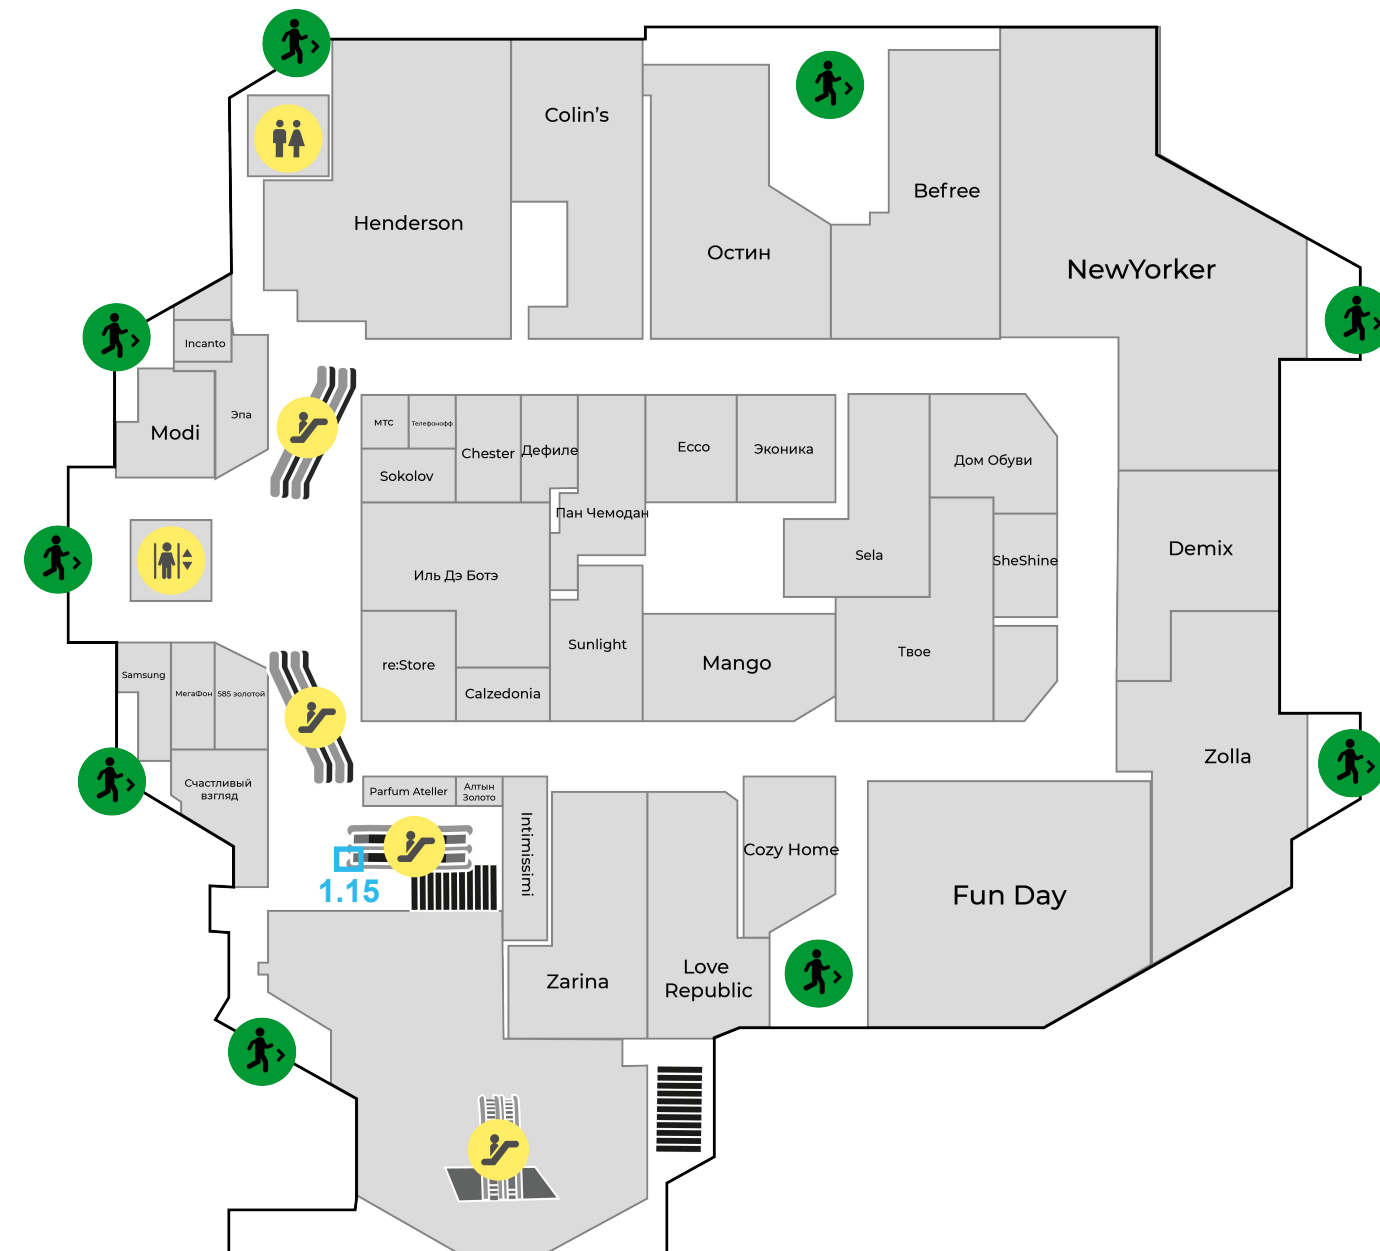 Colin’s
Befree
Henderson
Остин
NewYorker
Incanto
Эпа
Modi
мтс
Телефонофф
Chester
Дефиле
Ecco
Эконика
Дом Обуви
Sokolov
Пан Чемодан
Sela
SheShine
Demix
Иль Дэ Ботэ
Sunlight
Твое
re:Store
Mango
Samsung
МегаФон
585 золотой
Calzedonia
Zolla
Счастливый
взгляд
Parfum Ateller
Алтын
Золото
Intimissimi
Cozy Home
1.15
Fun Day
Zarina
Love
Republic